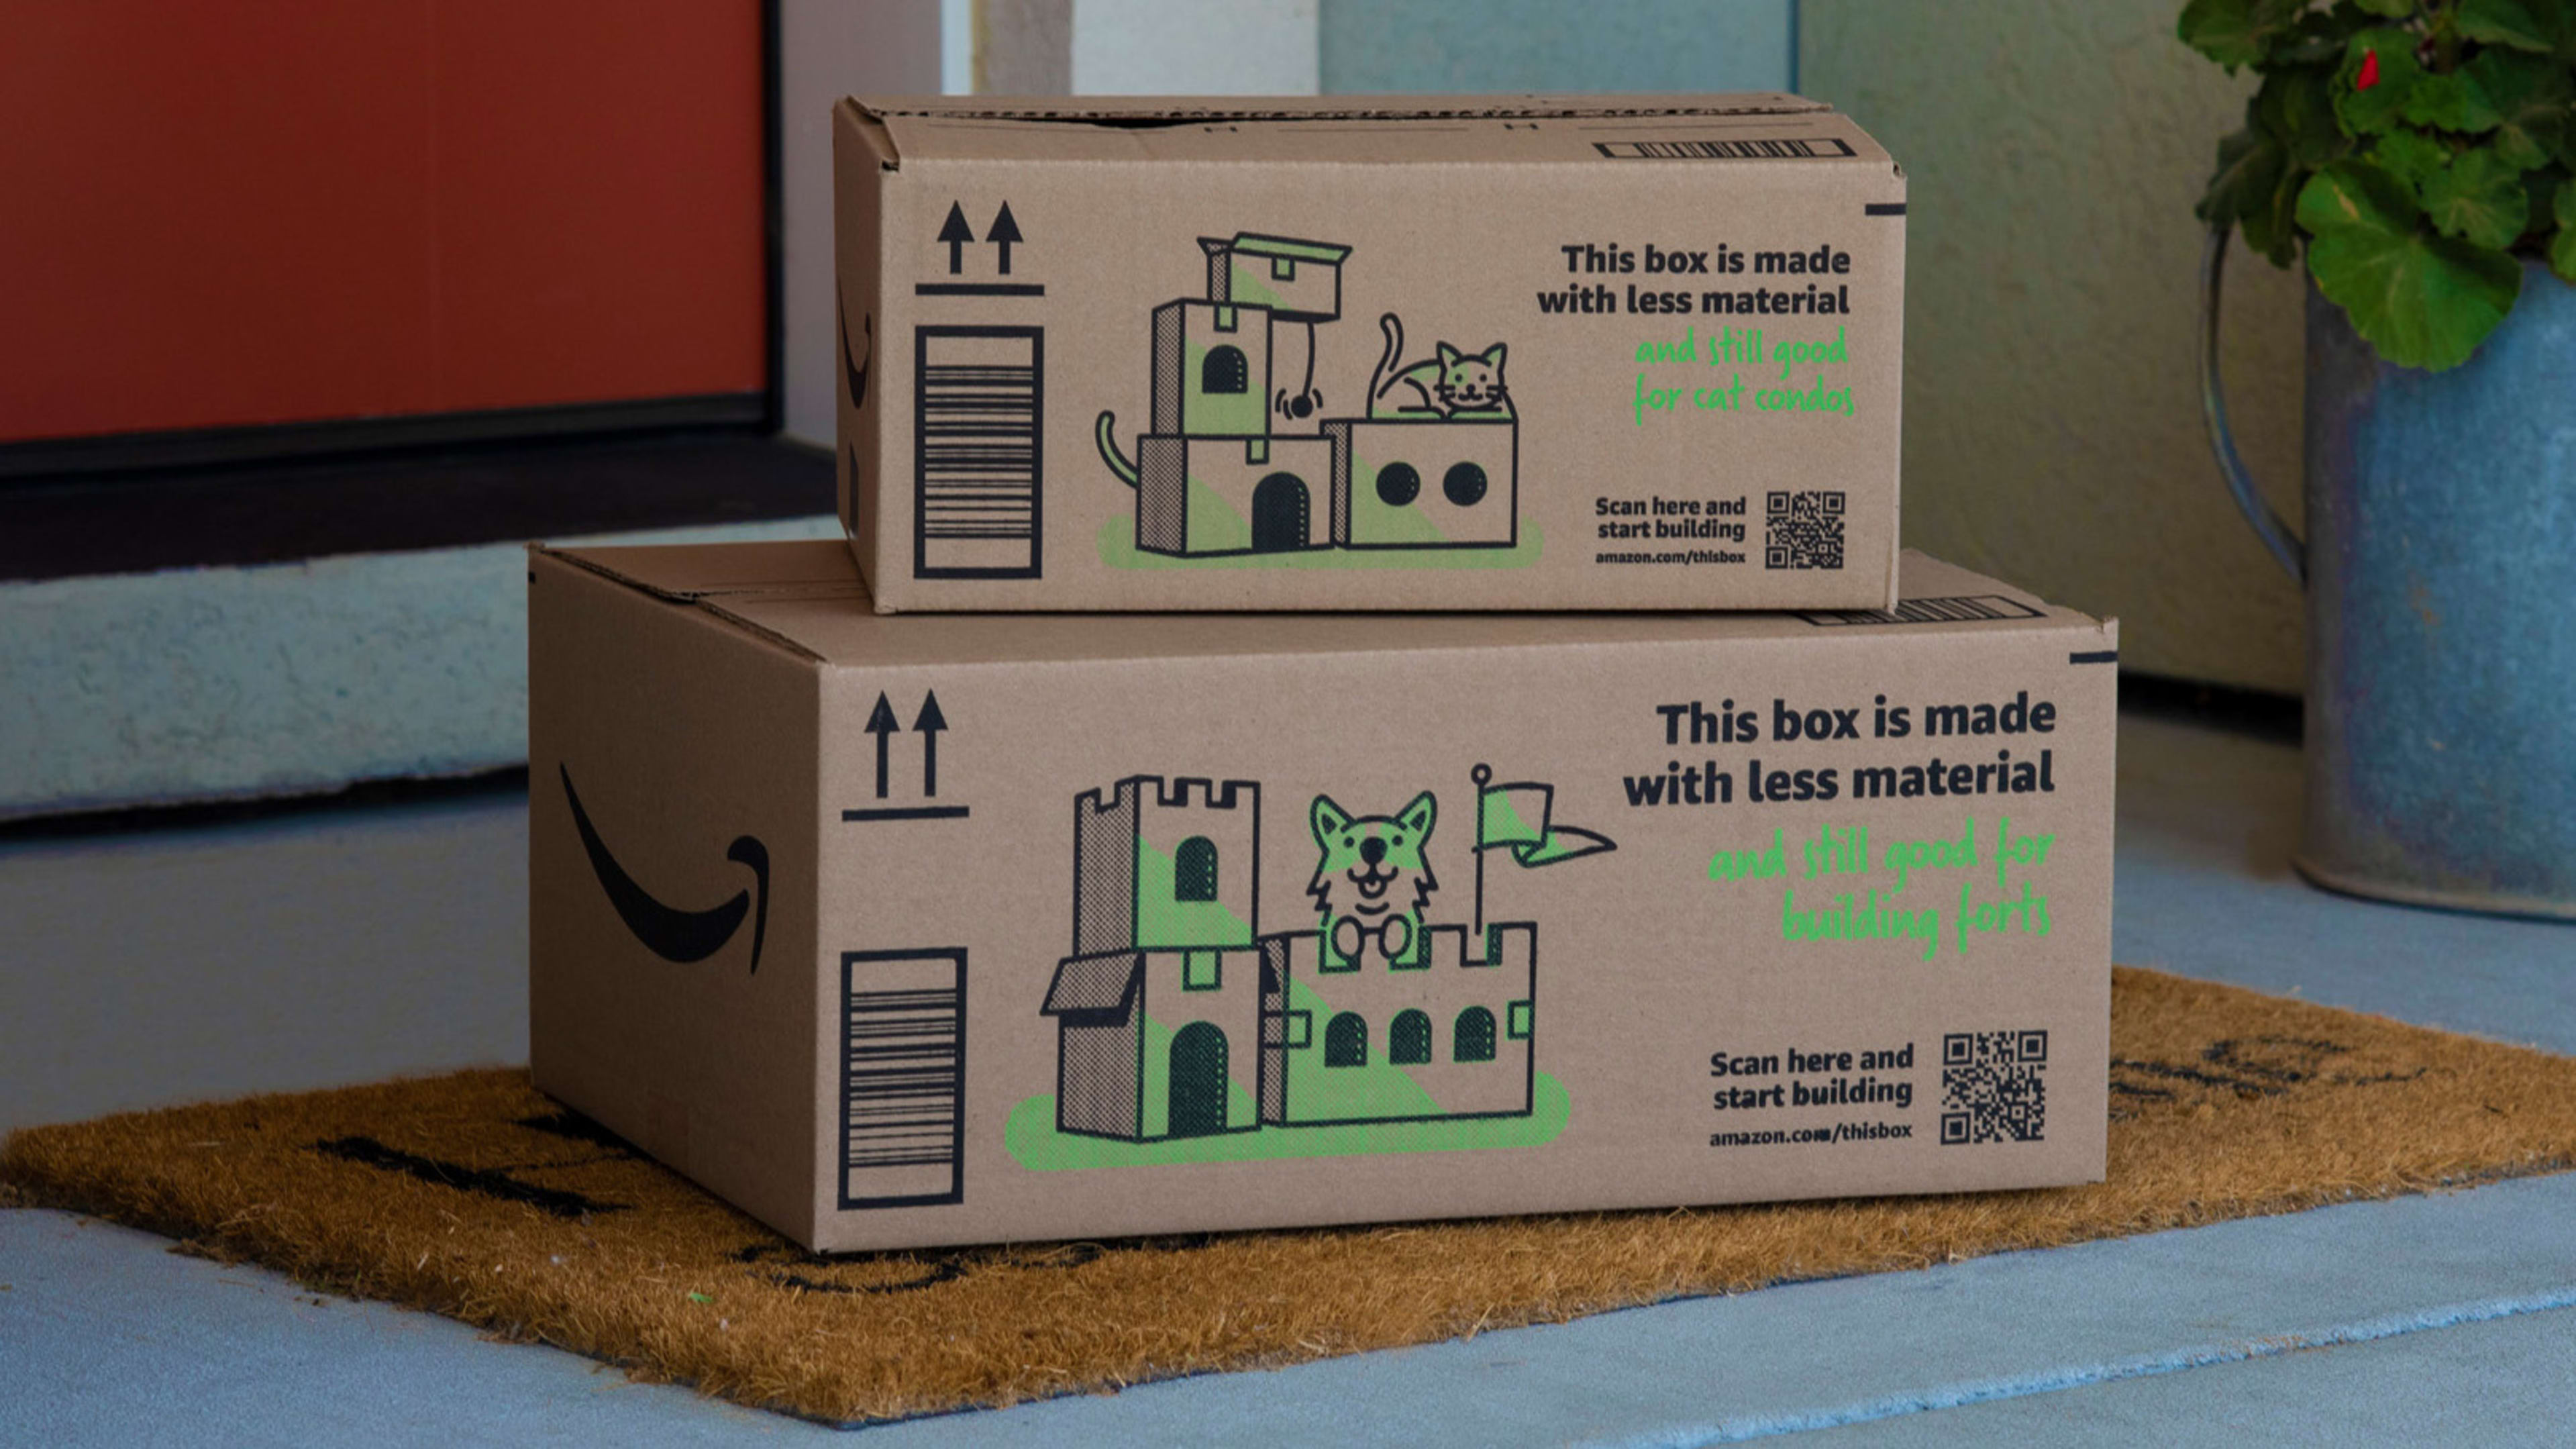 This box is made
with less material
and still good
for cat condos
Scan here and
start building
amazon.com/thisbox
This box is made
with less material
and still good for
building forts
Scan here and
start building
amazon.com/thisbox